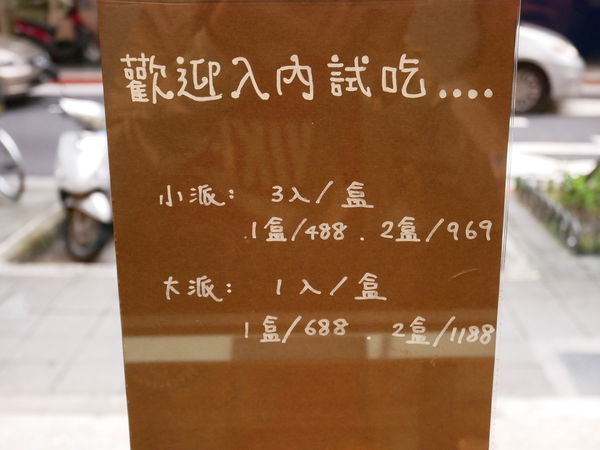 歡迎入內試吃....
小派： 3入/盒
1盒/488 . 2盒/969
大派： 1入/盒
1盒/688 . 2盒/1188